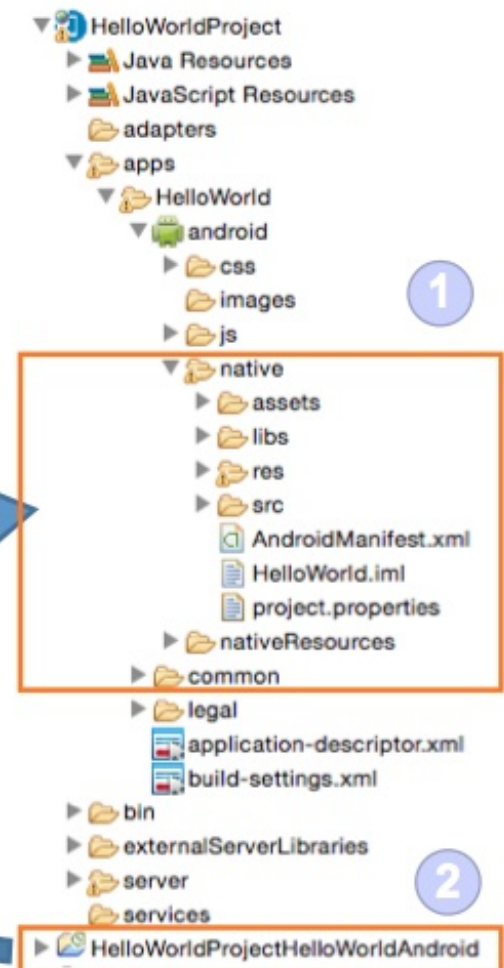 HelloWorldProject
Java Resources
JavaScript Resources
adapters
apps
HelloWorld
android
css
images
1
js
native
assets
libs
res
src
AndroidManifest.xml
HelloWorld.iml
project.properties
nativeResources
common
legal
application-descriptor.xml
build-settings.xml
bin
externalServerLibraries
server
2
services
HelloWorldProjectHelloWorldAndroid